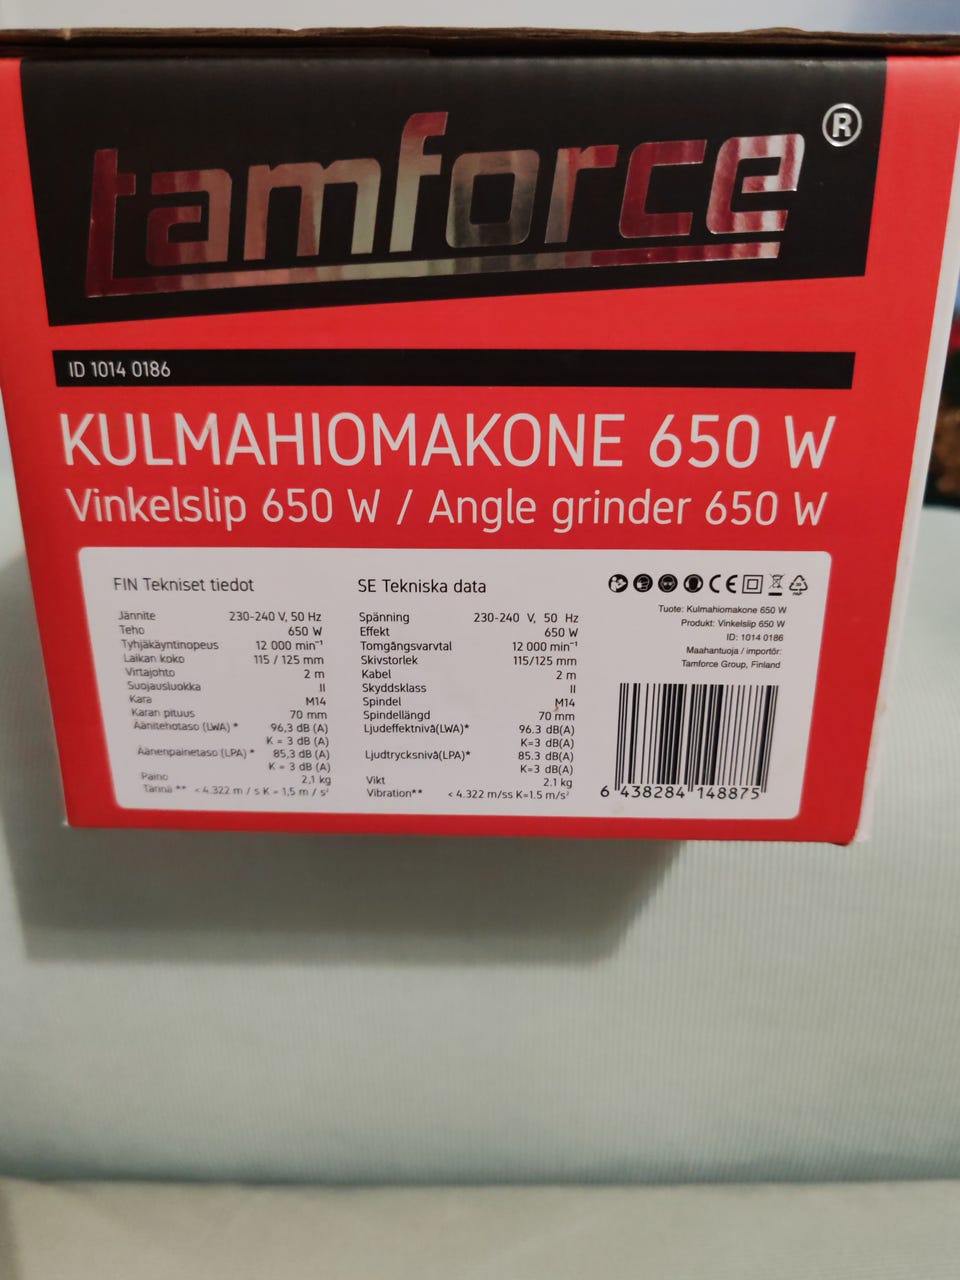 tamforce®
ID 1014 0186
KULMAHIOMAKONE 650 W
Vinkelslip 650 W / Angle grinder 650 W
FIN Tekniset tiedot
Jännite 230-240 V, 50 Hz
Teho 650 W
Tyhjäkäyntinopeus 12 000 min⁻¹
Laikan koko 115 / 125 mm
Virtajohto 2 m
Suojausluokka II
Kara M14
Karan pituus 70 mm
Äänitehotaso (LWA) * 96,3 dB (A)
K = 3 dB (A)
Äänenpainetaso (LPA) * 85,3 dB (A)
K = 3 dB (A)
Paino 2,1 kg
Tärinä ** < 4.322 m / s K = 1,5 m / s²
SE Tekniska data
Spänning 230-240 V, 50 Hz
Effekt 650 W
Tomgångsvarvtal 12 000 min⁻¹
Skivstorlek 115/125 mm
Kabel 2 m
Skyddsklass II
Spindel M14
Spindellängd 70 mm
Ljudeffektnivå(LWA)* 96.3 dB(A)
K=3 dB(A)
Ljudtrycksnivå(LPA)* 85.3 dB(A)
K=3 dB(A)
Vikt 2.1 kg
Vibration** < 4.322 m/ss K=1.5 m/s²
CE
Tuote: Kulmahiomakone 650 W
Produkt: Vinkelslip 650 W
ID: 1014 0186
Maahantuoja / importör:
Tamforce Group, Finland
6 438284 148875